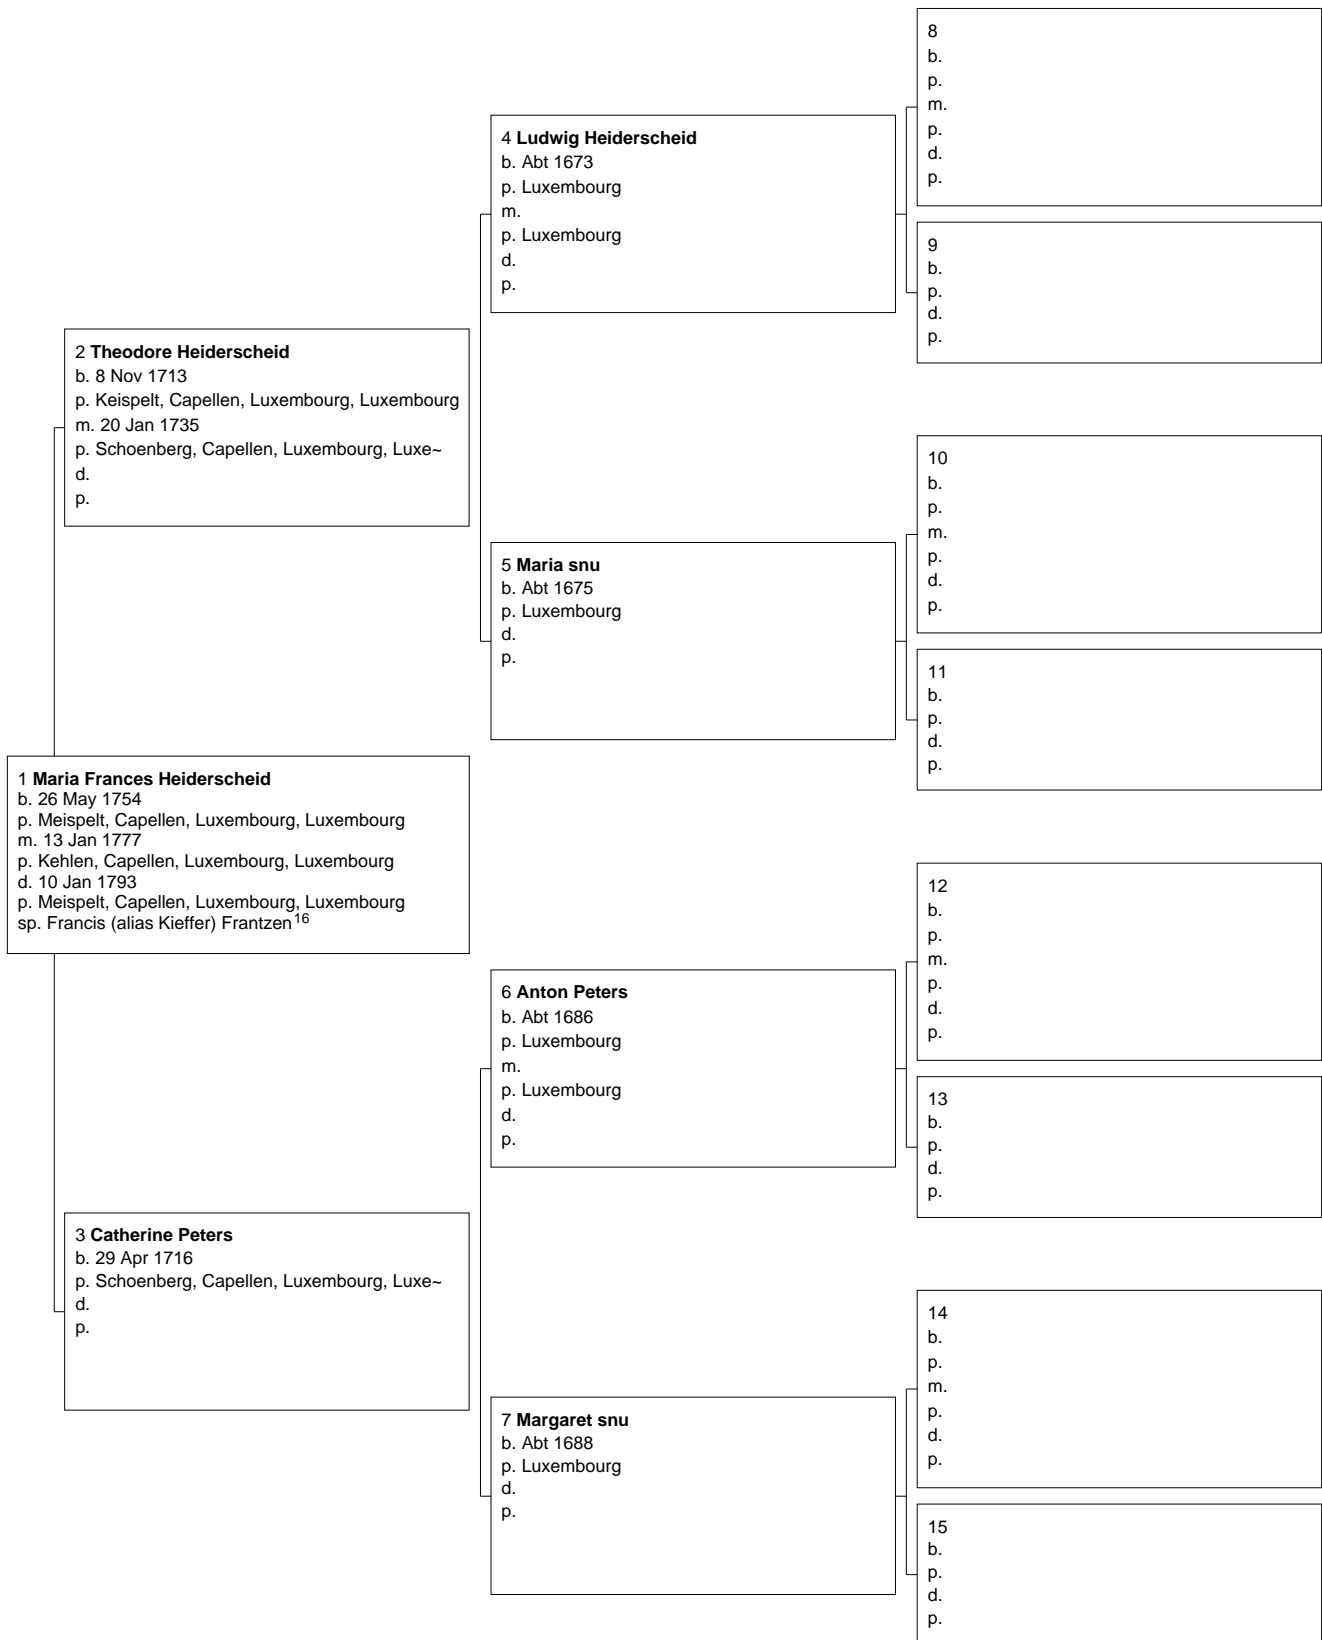 8
b.
p.
m.
p.
d.
p.
4 Ludwig Heiderscheid
b. Abt 1673
p. Luxembourg
m.
p. Luxembourg
d.
p.
9
b.
p.
d.
p.
2 Theodore Heiderscheid
b. 8 Nov 1713
p. Keispelt, Capellen, Luxembourg, Luxembourg
m. 20 Jan 1735
p. Schoenberg, Capellen, Luxembourg, Luxe~
d.
p.
10
b.
p.
m.
p.
d.
p.
5 Maria snu
b. Abt 1675
p. Luxembourg
d.
p.
11
b.
p.
d.
p.
1 Maria Frances Heiderscheid
b. 26 May 1754
p. Meispelt, Capellen, Luxembourg, Luxembourg
m. 13 Jan 1777
p. Kehlen, Capellen, Luxembourg, Luxembourg
d. 10 Jan 1793
p. Meispelt, Capellen, Luxembourg, Luxembourg
sp. Francis (alias Kieffer) Frantzen16
12
b.
p.
m.
p.
d.
p.
6 Anton Peters
b. Abt 1686
p. Luxembourg
m.
p. Luxembourg
d.
p.
13
b.
p.
d.
p.
3 Catherine Peters
b. 29 Apr 1716
p. Schoenberg, Capellen, Luxembourg, Luxe~
d.
p.
14
b.
p.
m.
p.
d.
p.
7 Margaret snu
b. Abt 1688
p. Luxembourg
d.
p.
15
b.
p.
d.
p.